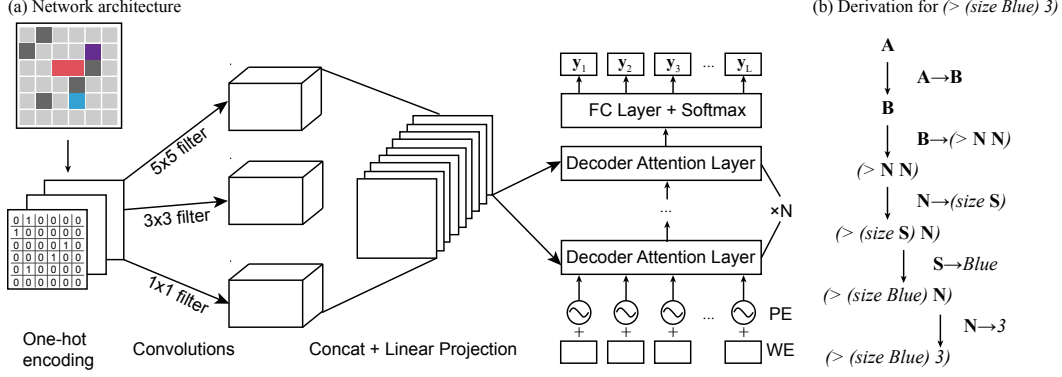 (a) Network architecture
5x5 filter
3x3 filter
1x1 filter
0 1 0 0 0 0
1 0 0 0 0 0
0 0 0 0 1 0
0 0 0 1 0 0
0 1 0 0 0 0
0 0 0 0 0 0
One-hot
encoding
Convolutions
Concat + Linear Projection
y1 y2 y3 ... yL
FC Layer + Softmax
Decoder Attention Layer
...
×N
Decoder Attention Layer
... PE
+ + + +
WE
(b) Derivation for (> (size Blue) 3)
A
A→B
B
B→(> N N)
(> N N)
N→(size S)
(> (size S) N)
S→Blue
(> (size Blue) N)
N→3
(> (size Blue) 3)